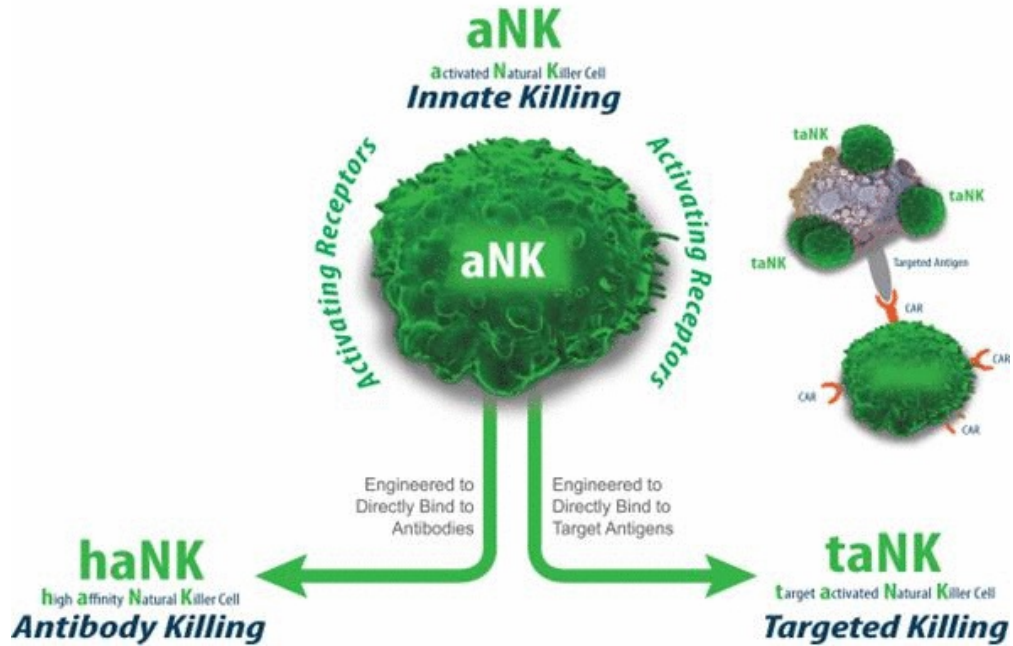 aNK
activated Natural Killer Cell
Innate Killing
Activating Receptors
aNK
Activating Receptors
taNK
taNK
taNK
Targeted Antigen
CAR
CAR
CAR
CAR
Engineered to
Directly Bind to
Antibodies
Engineered to
Directly Bind to
Target Antigens
haNK
high affinity Natural Killer Cell
Antibody Killing
taNK
target activated Natural Killer Cell
Targeted Killing